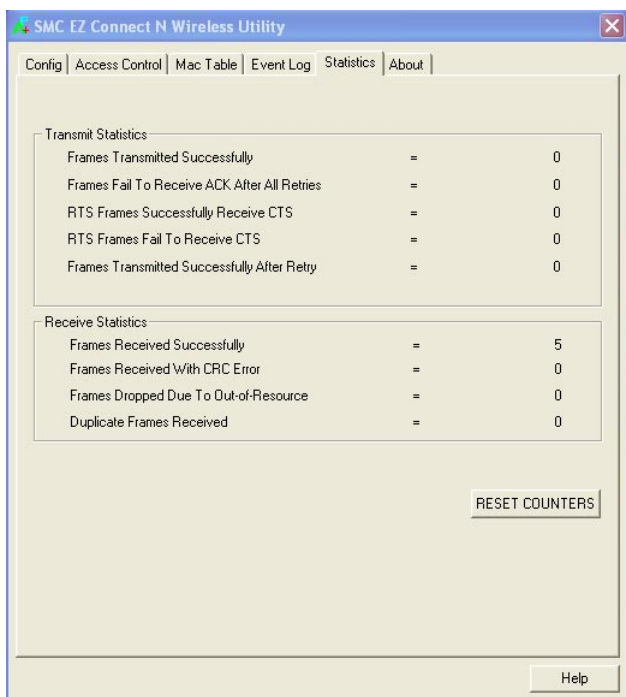 SMC EZ Connect N Wireless Utility
Config Access Control Mac Table Event Log Statistics About
Transmit Statistics
Frames Transmitted Successfully = 0
Frames Fail To Receive ACK After All Retries = 0
RTS Frames Successfully Receive CTS = 0
RTS Frames Fail To Receive CTS = 0
Frames Transmitted Successfully After Retry = 0
Receive Statistics
Frames Received Successfully = 5
Frames Received With CRC Error = 0
Frames Dropped Due To Out-of-Resource = 0
Duplicate Frames Received = 0
RESET COUNTERS
Help